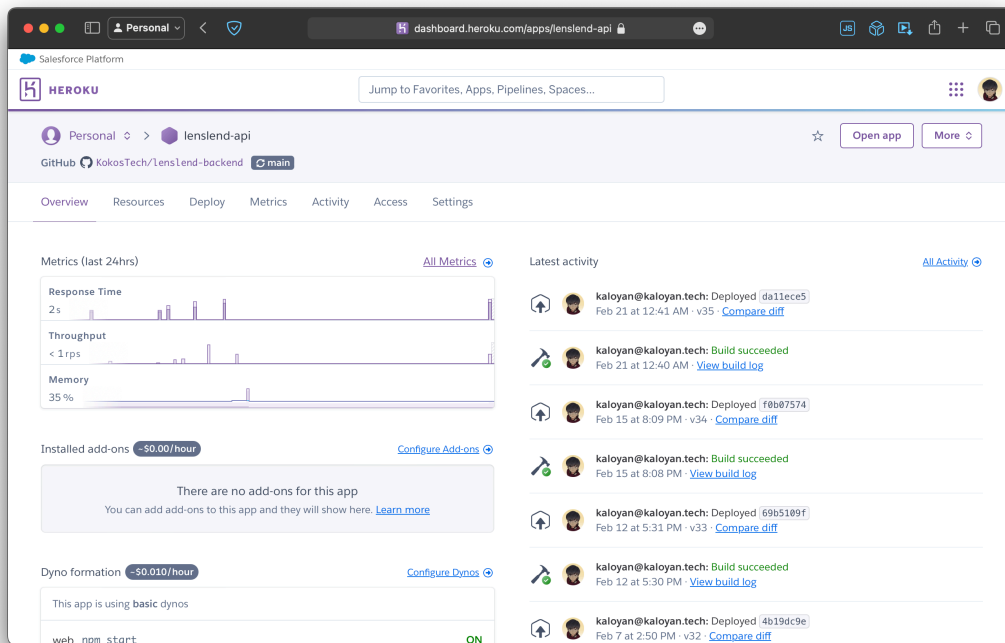 Personal
dashboard.heroku.com/apps/lenslend-api
JS
Salesforce Platform
HEROKU
Jump to Favorites, Apps, Pipelines, Spaces...
Personal
lenslend-api
Open app
More
GitHub KokosTech/lenslend-backend main
Overview
Resources
Deploy
Metrics
Activity
Access
Settings
Metrics (last 24hrs)
All Metrics
Response Time
2 s
Throughput
< 1 rps
Memory
35 %
Installed add-ons ~$0.00/hour
Configure Add-ons
There are no add-ons for this app
You can add add-ons to this app and they will show here. Learn more
Dyno formation ~$0.010/hour
Configure Dynos
This app is using basic dynos
web npm start
ON
Latest activity
All Activity
kaloyan@kaloyan.tech: Deployed da11ece5
Feb 21 at 12:41 AM · v35 · Compare diff
kaloyan@kaloyan.tech: Build succeeded
Feb 21 at 12:40 AM · View build log
kaloyan@kaloyan.tech: Deployed f0b07574
Feb 15 at 8:09 PM · v34 · Compare diff
kaloyan@kaloyan.tech: Build succeeded
Feb 15 at 8:08 PM · View build log
kaloyan@kaloyan.tech: Deployed 69b5109f
Feb 12 at 5:31 PM · v33 · Compare diff
kaloyan@kaloyan.tech: Build succeeded
Feb 12 at 5:30 PM · View build log
kaloyan@kaloyan.tech: Deployed 4b19dc9e
Feb 7 at 2:50 PM · v32 · Compare diff